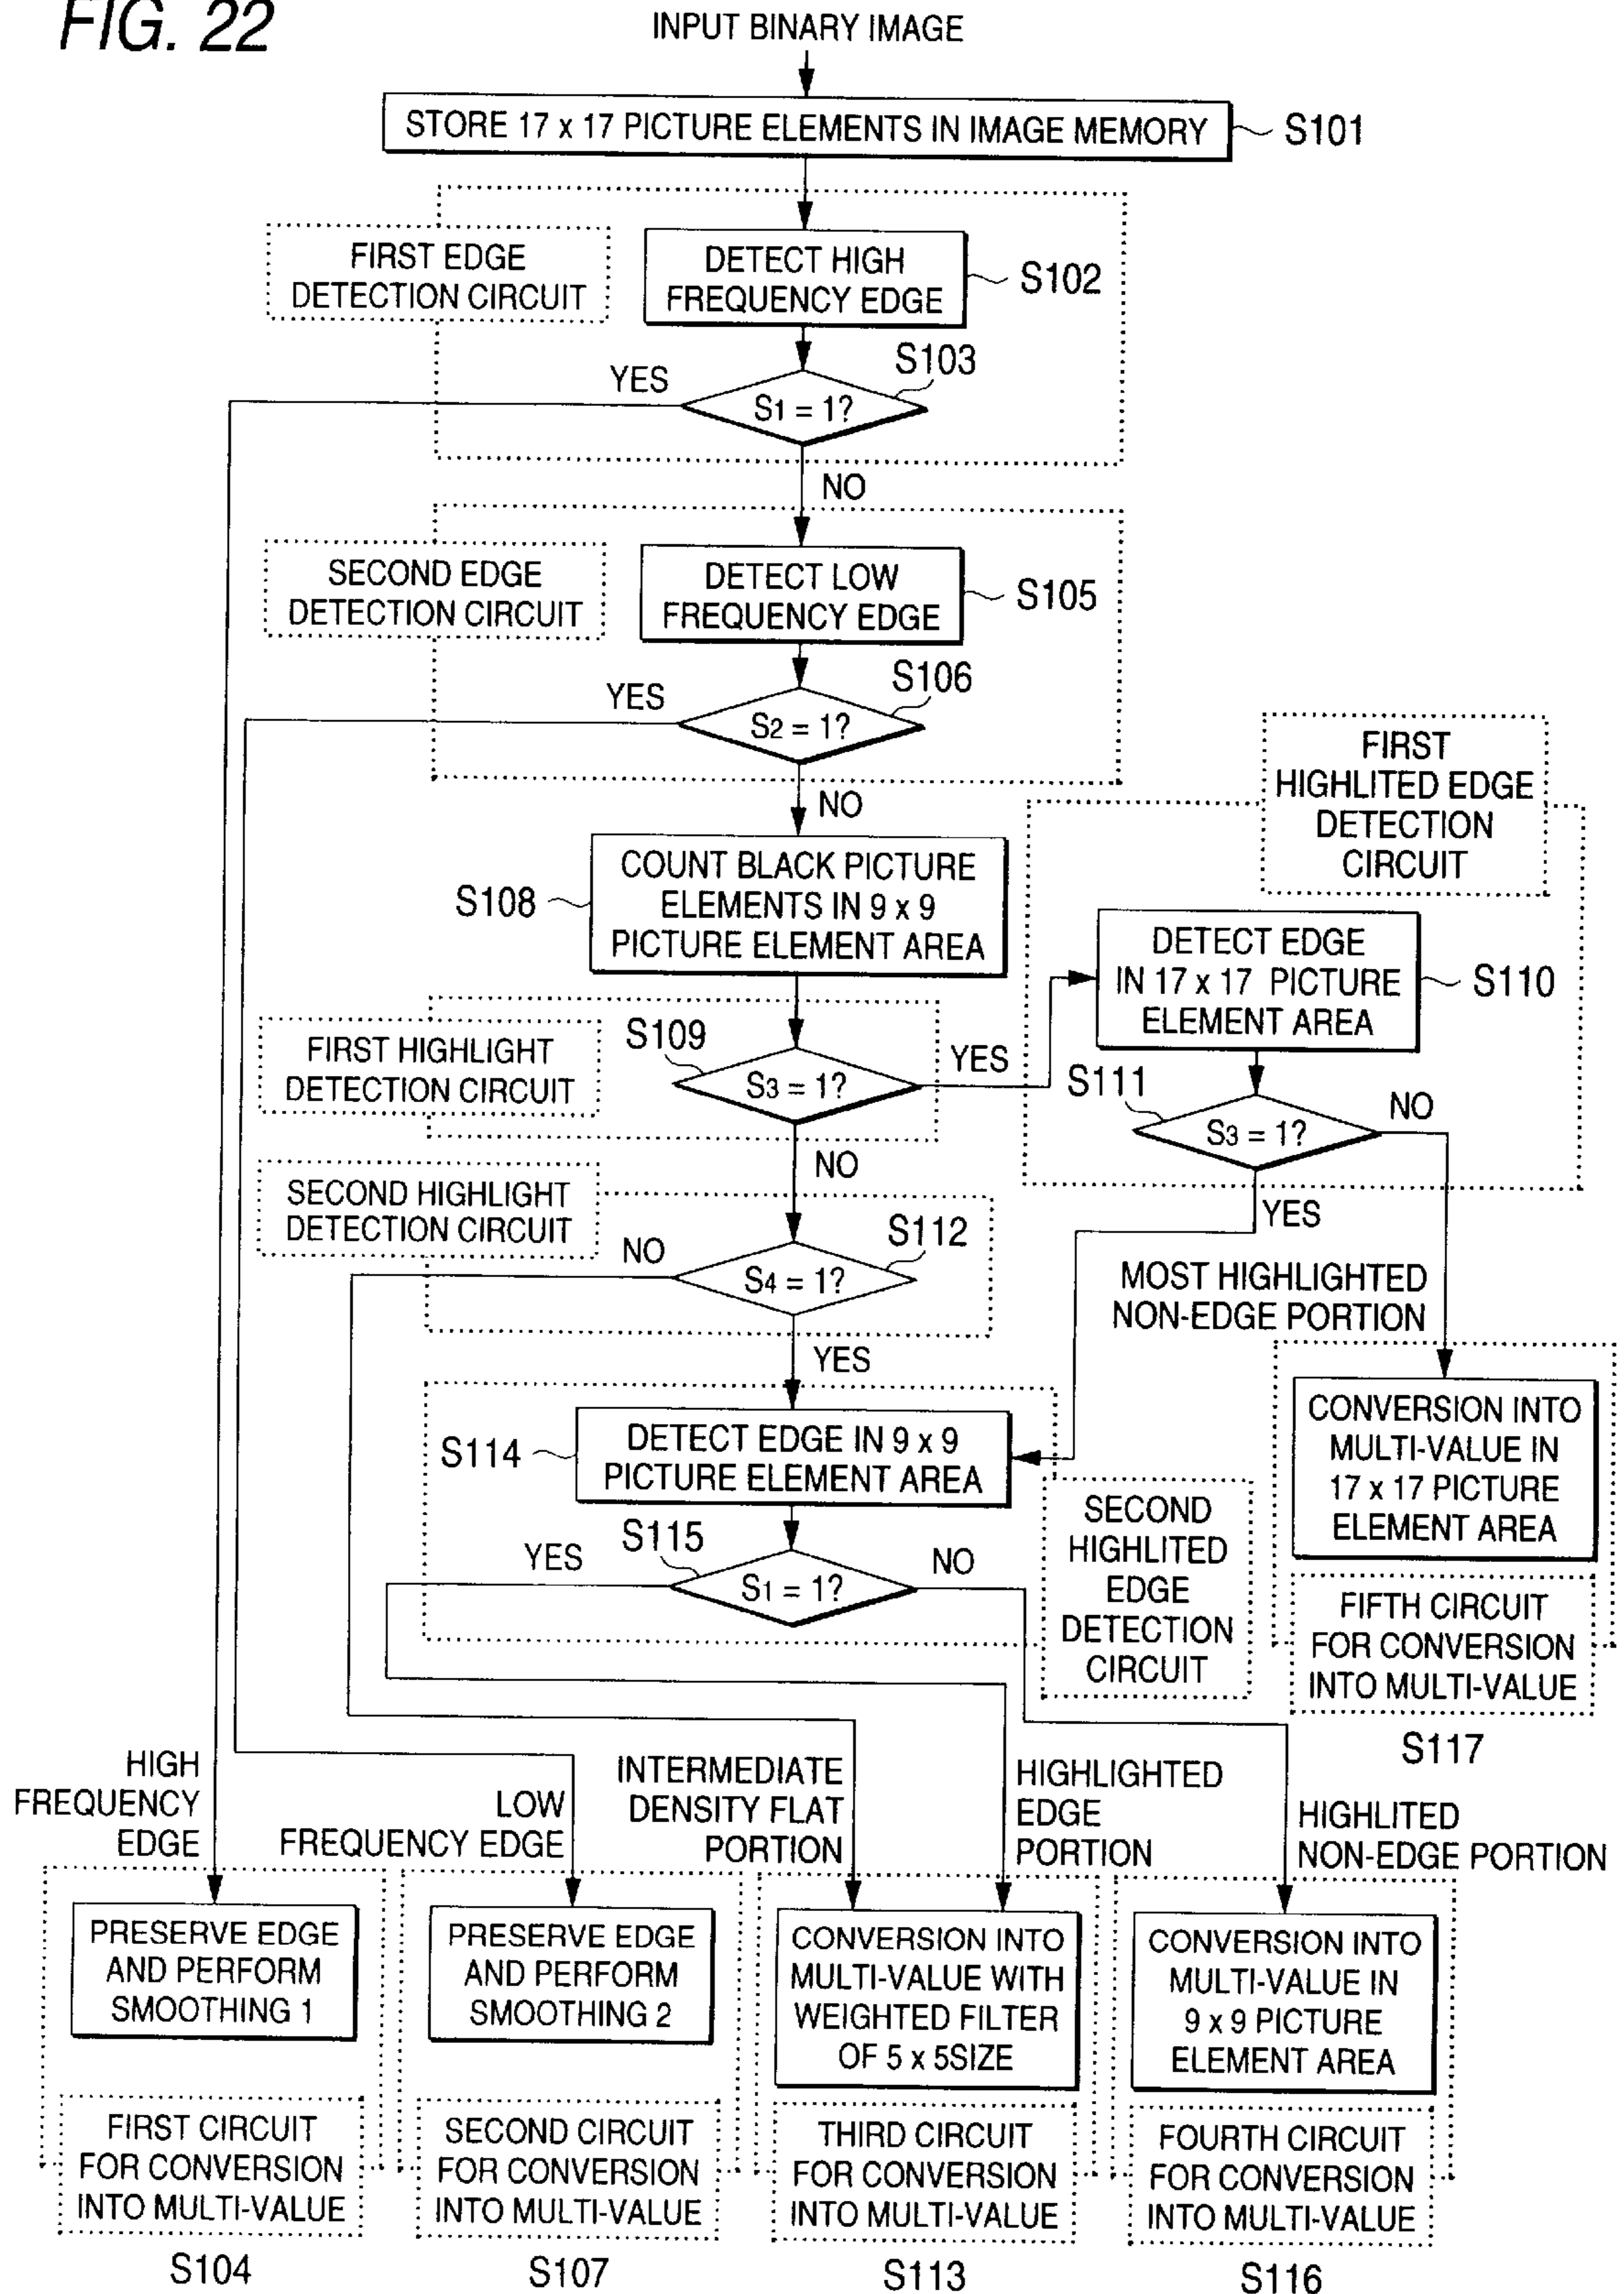 FIG. 22
INPUT BINARY IMAGE
STORE 17 x 17 PICTURE ELEMENTS IN IMAGE MEMORY
S101
FIRST EDGE
DETECTION CIRCUIT
DETECT HIGH
FREQUENCY EDGE
S102
S103
YES
S1 = 1?
NO
SECOND EDGE
DETECTION CIRCUIT
DETECT LOW
FREQUENCY EDGE
S105
S106
YES
S2 = 1?
NO
FIRST
HIGHLITED EDGE
DETECTION
CIRCUIT
S108
COUNT BLACK PICTURE
ELEMENTS IN 9 x 9
PICTURE ELEMENT AREA
DETECT EDGE
IN 17 x 17 PICTURE
ELEMENT AREA
S110
FIRST HIGHLIGHT
DETECTION CIRCUIT
S109
S3 = 1?
YES
NO
S111
S3 = 1?
NO
YES
SECOND HIGHLIGHT
DETECTION CIRCUIT
S112
NO
S4 = 1?
YES
MOST HIGHLIGHTED
NON-EDGE PORTION
S114
DETECT EDGE IN 9 x 9
PICTURE ELEMENT AREA
CONVERSION INTO
MULTI-VALUE IN
17 x 17 PICTURE
ELEMENT AREA
S115
YES
S1 = 1?
NO
SECOND
HIGHLITED
EDGE
DETECTION
CIRCUIT
FIFTH CIRCUIT
FOR CONVERSION
INTO MULTI-VALUE
S117
HIGH
FREQUENCY
EDGE
LOW
FREQUENCY EDGE
INTERMEDIATE
DENSITY FLAT
PORTION
HIGHLIGHTED
EDGE
PORTION
HIGHLITED
NON-EDGE PORTION
PRESERVE EDGE
AND PERFORM
SMOOTHING 1
PRESERVE EDGE
AND PERFORM
SMOOTHING 2
CONVERSION INTO
MULTI-VALUE WITH
WEIGHTED FILTER
OF 5 x 5SIZE
CONVERSION INTO
MULTI-VALUE IN
9 x 9 PICTURE
ELEMENT AREA
FIRST CIRCUIT
FOR CONVERSION
INTO MULTI-VALUE
SECOND CIRCUIT
FOR CONVERSION
INTO MULTI-VALUE
THIRD CIRCUIT
FOR CONVERSION
INTO MULTI-VALUE
FOURTH CIRCUIT
FOR CONVERSION
INTO MULTI-VALUE
S104
S107
S113
S116